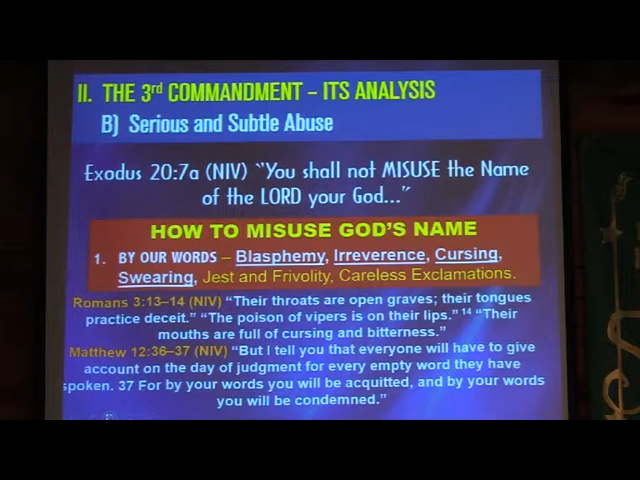 II. THE 3rd COMMANDMENT – ITS ANALYSIS
B) Serious and Subtle Abuse
Exodus 20:7a (NIV) “You shall not MISUSE the Name
of the LORD your God...”
HOW TO MISUSE GOD'S NAME
1. BY OUR WORDS – Blasphemy, Irreverence, Cursing,
Swearing, Jest and Frivolity, Careless Exclamations.
Romans 3:13–14 (NIV) “Their throats are open graves; their tongues
practice deceit.” “The poison of vipers is on their lips.” 14 “Their
mouths are full of cursing and bitterness.”
Matthew 12:36–37 (NIV) “But I tell you that everyone will have to give
account on the day of judgment for every empty word they have
spoken. 37 For by your words you will be acquitted, and by your words
you will be condemned.”